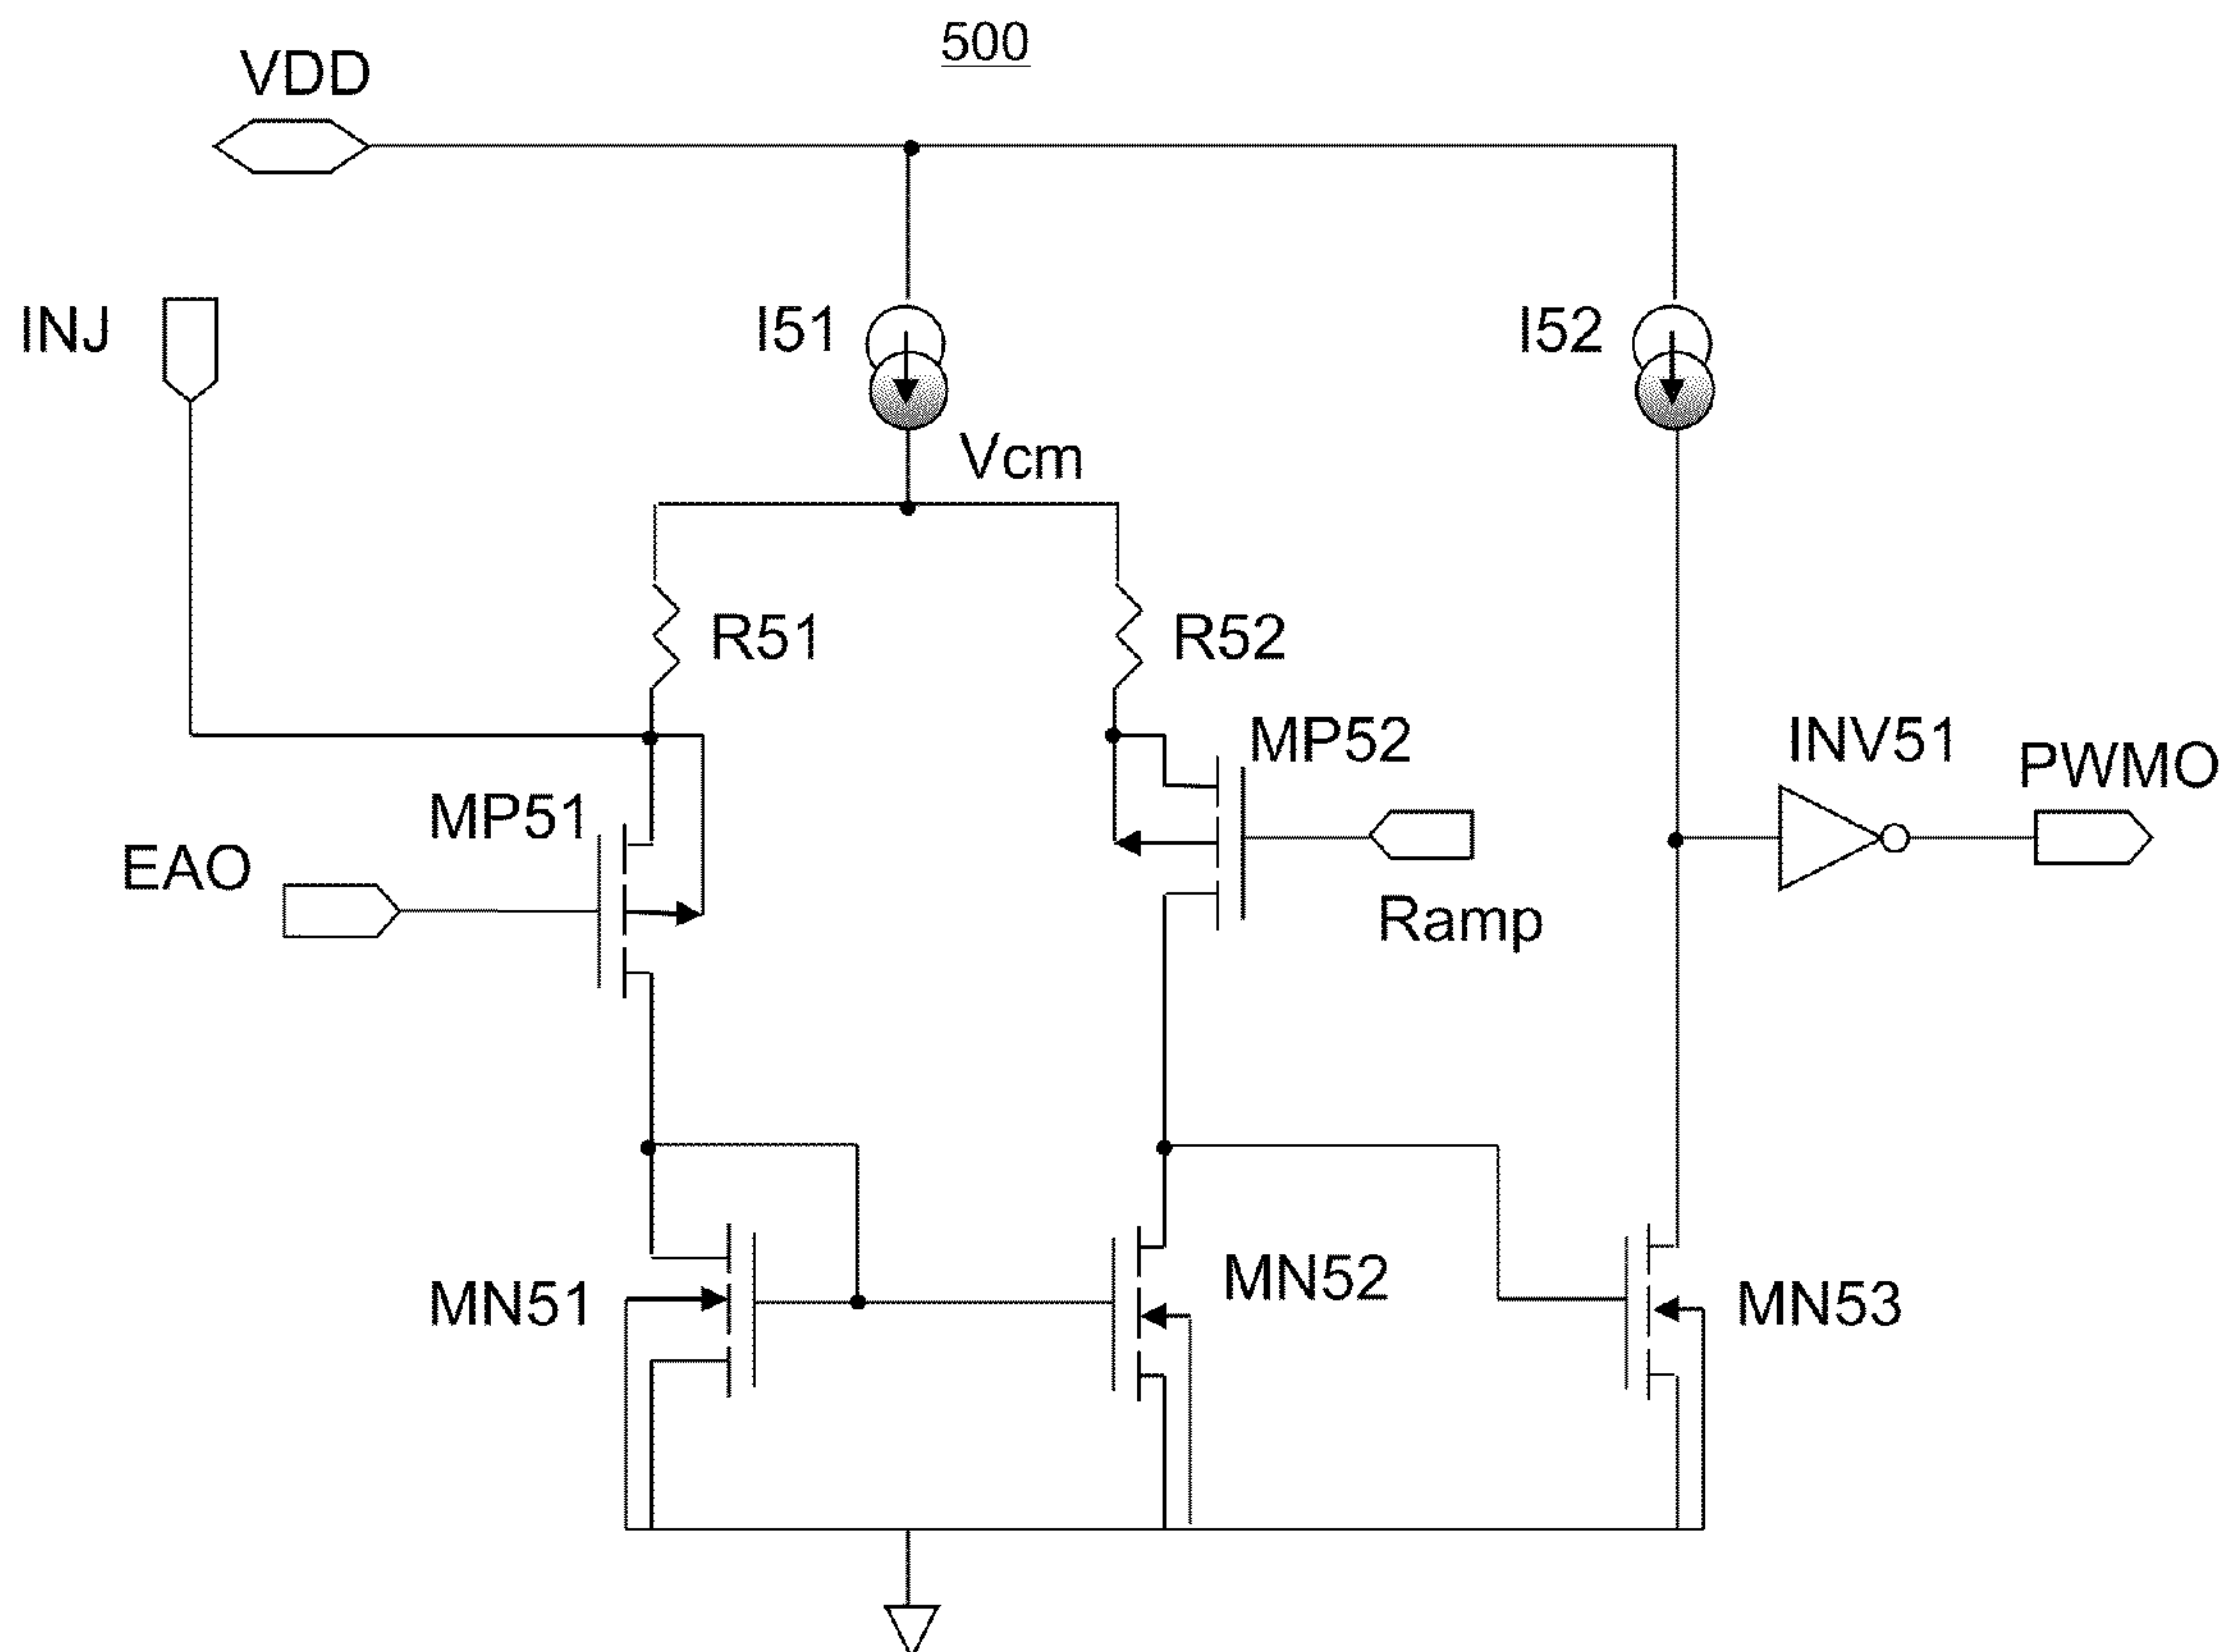 500
VDD
INJ
I51
I52
Vcm
R51
R52
MP52
INV51
PWMO
MP51
EAO
Ramp
MN51
MN52
MN53